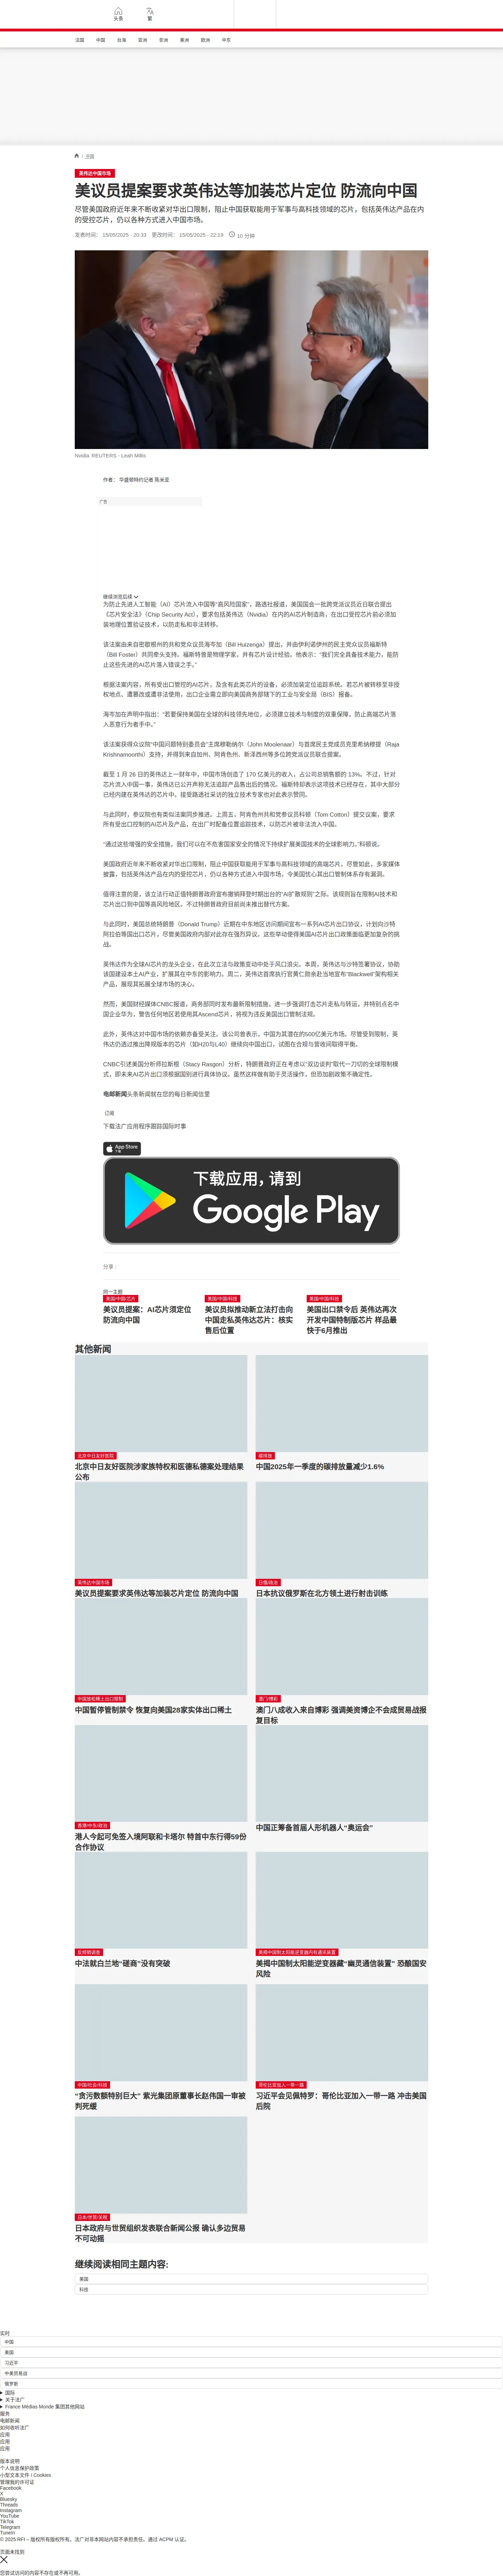 头条
繁
法国
中国
台海
亚洲
非洲
美洲
欧洲
中东
/ 中国
英伟达中国市场
美议员提案要求英伟达等加装芯片定位 防流向中国
尽管美国政府近年来不断收紧对华出口限制，阻止中国获取能用于军事与高科技领域的芯片，包括英伟达产品在内的受控芯片，仍以各种方式进入中国市场。
发表时间： 15/05/2025 - 20:33 更改时间： 15/05/2025 - 22:19 10 分钟
Nvidia REUTERS - Leah Millis
作者： 华盛顿特约记者 陈米亚
广告
继续浏览后续
为防止先进人工智能（AI）芯片流入中国等“高风险国家”，路透社报道，美国国会一批跨党派议员近日联合提出《芯片安全法》（Chip Security Act），要求包括英伟达（Nvidia）在内的AI芯片制造商，在出口受控芯片前必须加装地理位置验证技术，以防走私和非法转移。
该法案由来自密歇根州的共和党众议员海岑加（Bill Huizenga）提出，并由伊利诺伊州的民主党众议员福斯特（Bill Foster）共同牵头支持。福斯特曾是物理学家，并有芯片设计经验。他表示：“我们完全具备技术能力，能防止这些先进的AI芯片落入错误之手。”
根据法案内容，所有受出口管控的AI芯片，及含有此类芯片的设备，必须加装定位追踪系统。若芯片被转移至非授权地点、遭篡改或遭非法使用，出口企业需立即向美国商务部辖下的工业与安全局（BIS）报备。
海岑加在声明中指出：“若要保持美国在全球的科技领先地位，必须建立技术与制度的双重保障，防止高端芯片落入恶意行为者手中。”
该法案获得众议院“中国问题特别委员会”主席穆勒纳尔（John Moolenaar）与首席民主党成员克里希纳穆提（Raja Krishnamoorthi）支持，并得到来自加州、阿肯色州、新泽西州等多位跨党派议员联合提案。
截至 1 月 26 日的英伟达上一财年中，中国市场创造了 170 亿美元的收入，占公司总销售额的 13%。不过，针对芯片流入中国一事，英伟达已公开声称无法追踪产品售出后的情况。福斯特却表示这项技术已经存在，其中大部分已经内建在英伟达的芯片中。接受路透社采访的独立技术专家也对此表示赞同。
与此同时，参议院也有类似法案同步推进。上周五，阿肯色州共和党参议员科顿（Tom Cotton）提交议案，要求所有受出口控制的AI芯片及产品，在出厂时配备位置追踪技术，以防芯片被非法流入中国。
“通过这些增强的安全措施，我们可以在不危害国家安全的情况下持续扩展美国技术的全球影响力。”科顿说。
美国政府近年来不断收紧对华出口限制，阻止中国获取能用于军事与高科技领域的高端芯片。尽管如此，多家媒体披露，包括英伟达产品在内的受控芯片，仍以各种方式进入中国市场，令美国忧心其出口管制体系存有漏洞。
值得注意的是，该立法行动正值特朗普政府宣布撤销拜登时期出台的“AI扩散规则”之际。该规则旨在限制AI技术和芯片出口到中国等高风险地区。不过特朗普政府目前尚未推出替代方案。
与此同时，美国总统特朗普（Donald Trump）近期在中东地区访问期间宣布一系列AI芯片出口协议，计划向沙特阿拉伯等国出口芯片，尽管美国政府内部对此存在强烈异议。这些举动使得美国AI芯片出口政策面临更加复杂的挑战。
英伟达作为全球AI芯片的龙头企业，在此次立法与政策变动中处于风口浪尖。本周，英伟达与沙特签署协议，协助该国建设本土AI产业，扩展其在中东的影响力。周二，英伟达首席执行官黄仁勋亲赴当地宣布“Blackwell”架构相关产品，展现其拓展全球市场的决心。
然而，美国财经媒体CNBC报道，商务部同时发布最新限制措施，进一步强调打击芯片走私与转运，并特别点名中国企业华为，警告任何地区若使用其Ascend芯片，将视为违反美国出口管制法规。
此外，英伟达对中国市场的依赖亦备受关注。该公司曾表示，中国为其潜在的500亿美元市场。尽管受到限制，英伟达仍透过推出降规版本的芯片（如H20与L40）继续向中国出口，试图在合规与营收间取得平衡。
CNBC引述美国分析师拉斯根（Stacy Rasgon）分析，特朗普政府正在考虑以“双边谈判”取代一刀切的全球限制模式，即未来AI芯片出口须根据国别进行具体协议。虽然这样做有助于灵活操作，但恐加剧政策不确定性。
电邮新闻头条新闻就在您的每日新闻信里
订阅
下载法广应用程序跟踪国际时事
App Store
下载应用，请到
Google Play
分享 :
同一主题
美国/中国/芯片
美议员提案：AI芯片须定位 防流向中国
美国/中国/科技
美议员拟推动新立法打击向中国走私英伟达芯片：核实售后位置
美国/中国/科技
美国出口禁令后 英伟达再次开发中国特制版芯片 样品最快于6月推出
其他新闻
北京中日友好医院
北京中日友好医院涉家族特权和医德私德案处理结果公布
碳排放
中国2025年一季度的碳排放量减少1.6%
英伟达中国市场
美议员提案要求英伟达等加装芯片定位 防流向中国
日俄/政治
日本抗议俄罗斯在北方领土进行射击训练
中国放松稀土出口限制
中国暂停管制禁令 恢复向美国28家实体出口稀土
澳门/博彩
澳门八成收入来自博彩 强调美资博企不会成贸易战报复目标
香港/中东/政治
港人今起可免签入境阿联和卡塔尔 特首中东行得59份合作协议
中国正筹备首届人形机器人“奥运会”
反倾销调查
中法就白兰地“磋商”没有突破
美揭中国制太阳能逆变器内有通讯装置
美揭中国制太阳能逆变器藏“幽灵通信装置” 恐酿国安风险
中国/社会/科技
“贪污数额特别巨大” 紫光集团原董事长赵伟国一审被判死缓
哥伦比亚加入一带一路
习近平会见佩特罗：哥伦比亚加入一带一路 冲击美国后院
日本/世贸/关税
日本政府与世贸组织发表联合新闻公报 确认多边贸易不可动摇
继续阅读相同主题内容:
美国
科技
实时
中国
美国
习近平
中美贸易战
俄罗斯
国际
关于法广
France Médias Monde 集团其他网站
服务
电邮新闻
如何收听法广
应用
应用
应用
版本说明
个人信息保护政策
小型文本文件 / Cookies
管理我的许可证
Facebook
X
Bluesky
Threads
Instagram
YouTube
TikTok
Telegram
TuneIn
© 2025 RFI – 版权所有版权所有。法广对非本网站内容不承担责任。通过 ACPM 认证。
页面未找到
您尝试访问的内容不存在或不再可用。